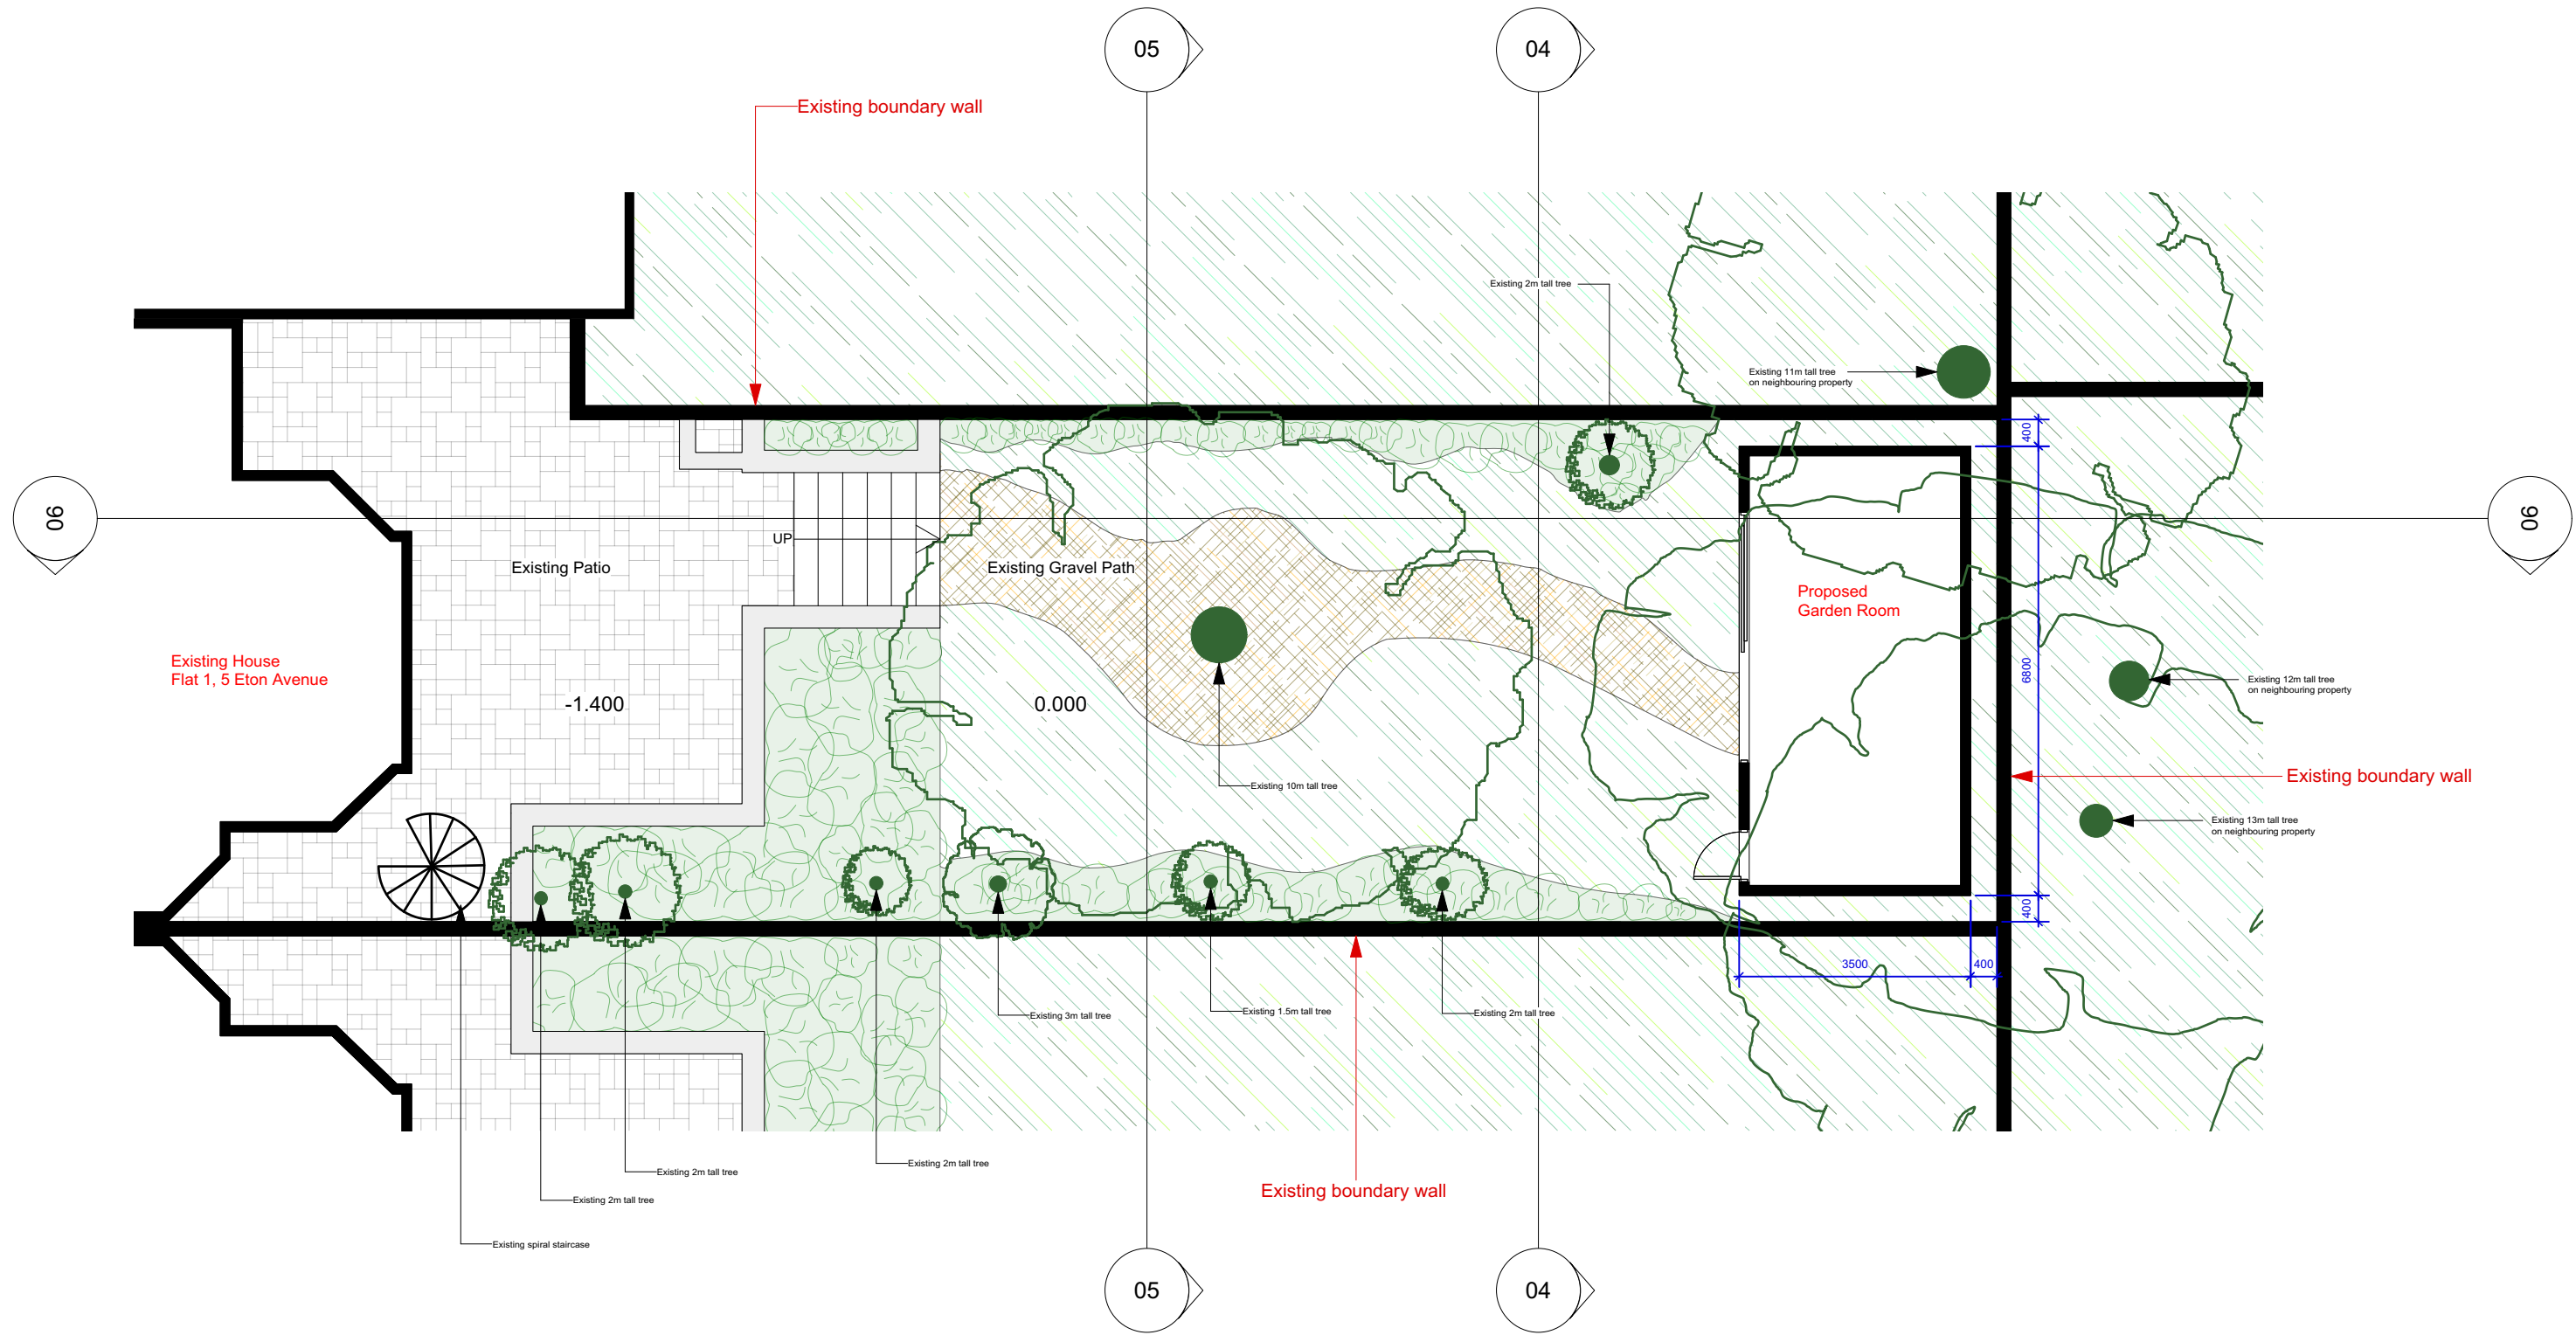 05
04
Existing boundary wall
Existing 2m tall tree
Existing 11m tall tree
on neighbouring property
400
06
06
UP
Existing Patio
Existing Gravel Path
Proposed
Garden Room
Existing House
Flat 1, 5 Eton Avenue
6800
Existing 12m tall tree
on neighbouring property
-1.400
0.000
Existing boundary wall
Existing 10m tall tree
Existing 13m tall tree
on neighbouring property
400
3500
400
Existing 3m tall tree
Existing 1.5m tall tree
Existing 2m tall tree
Existing 2m tall tree
Existing 2m tall tree
Existing 2m tall tree
Existing boundary wall
Existing spiral staircase
05
04